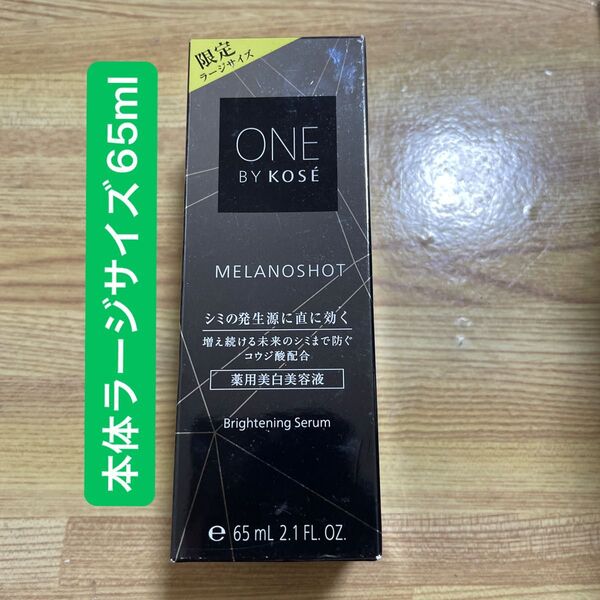 本体ラージサイズ65ml
限定
ラージサイズ
ONE
BY KOSÉ
MELANOSHOT
シミの発生源に直に効く
増え続ける未来のシミまで防ぐ
コウジ酸配合
薬用美白美容液
Brightening Serum
e 65 mL 2.1 FL. OZ.